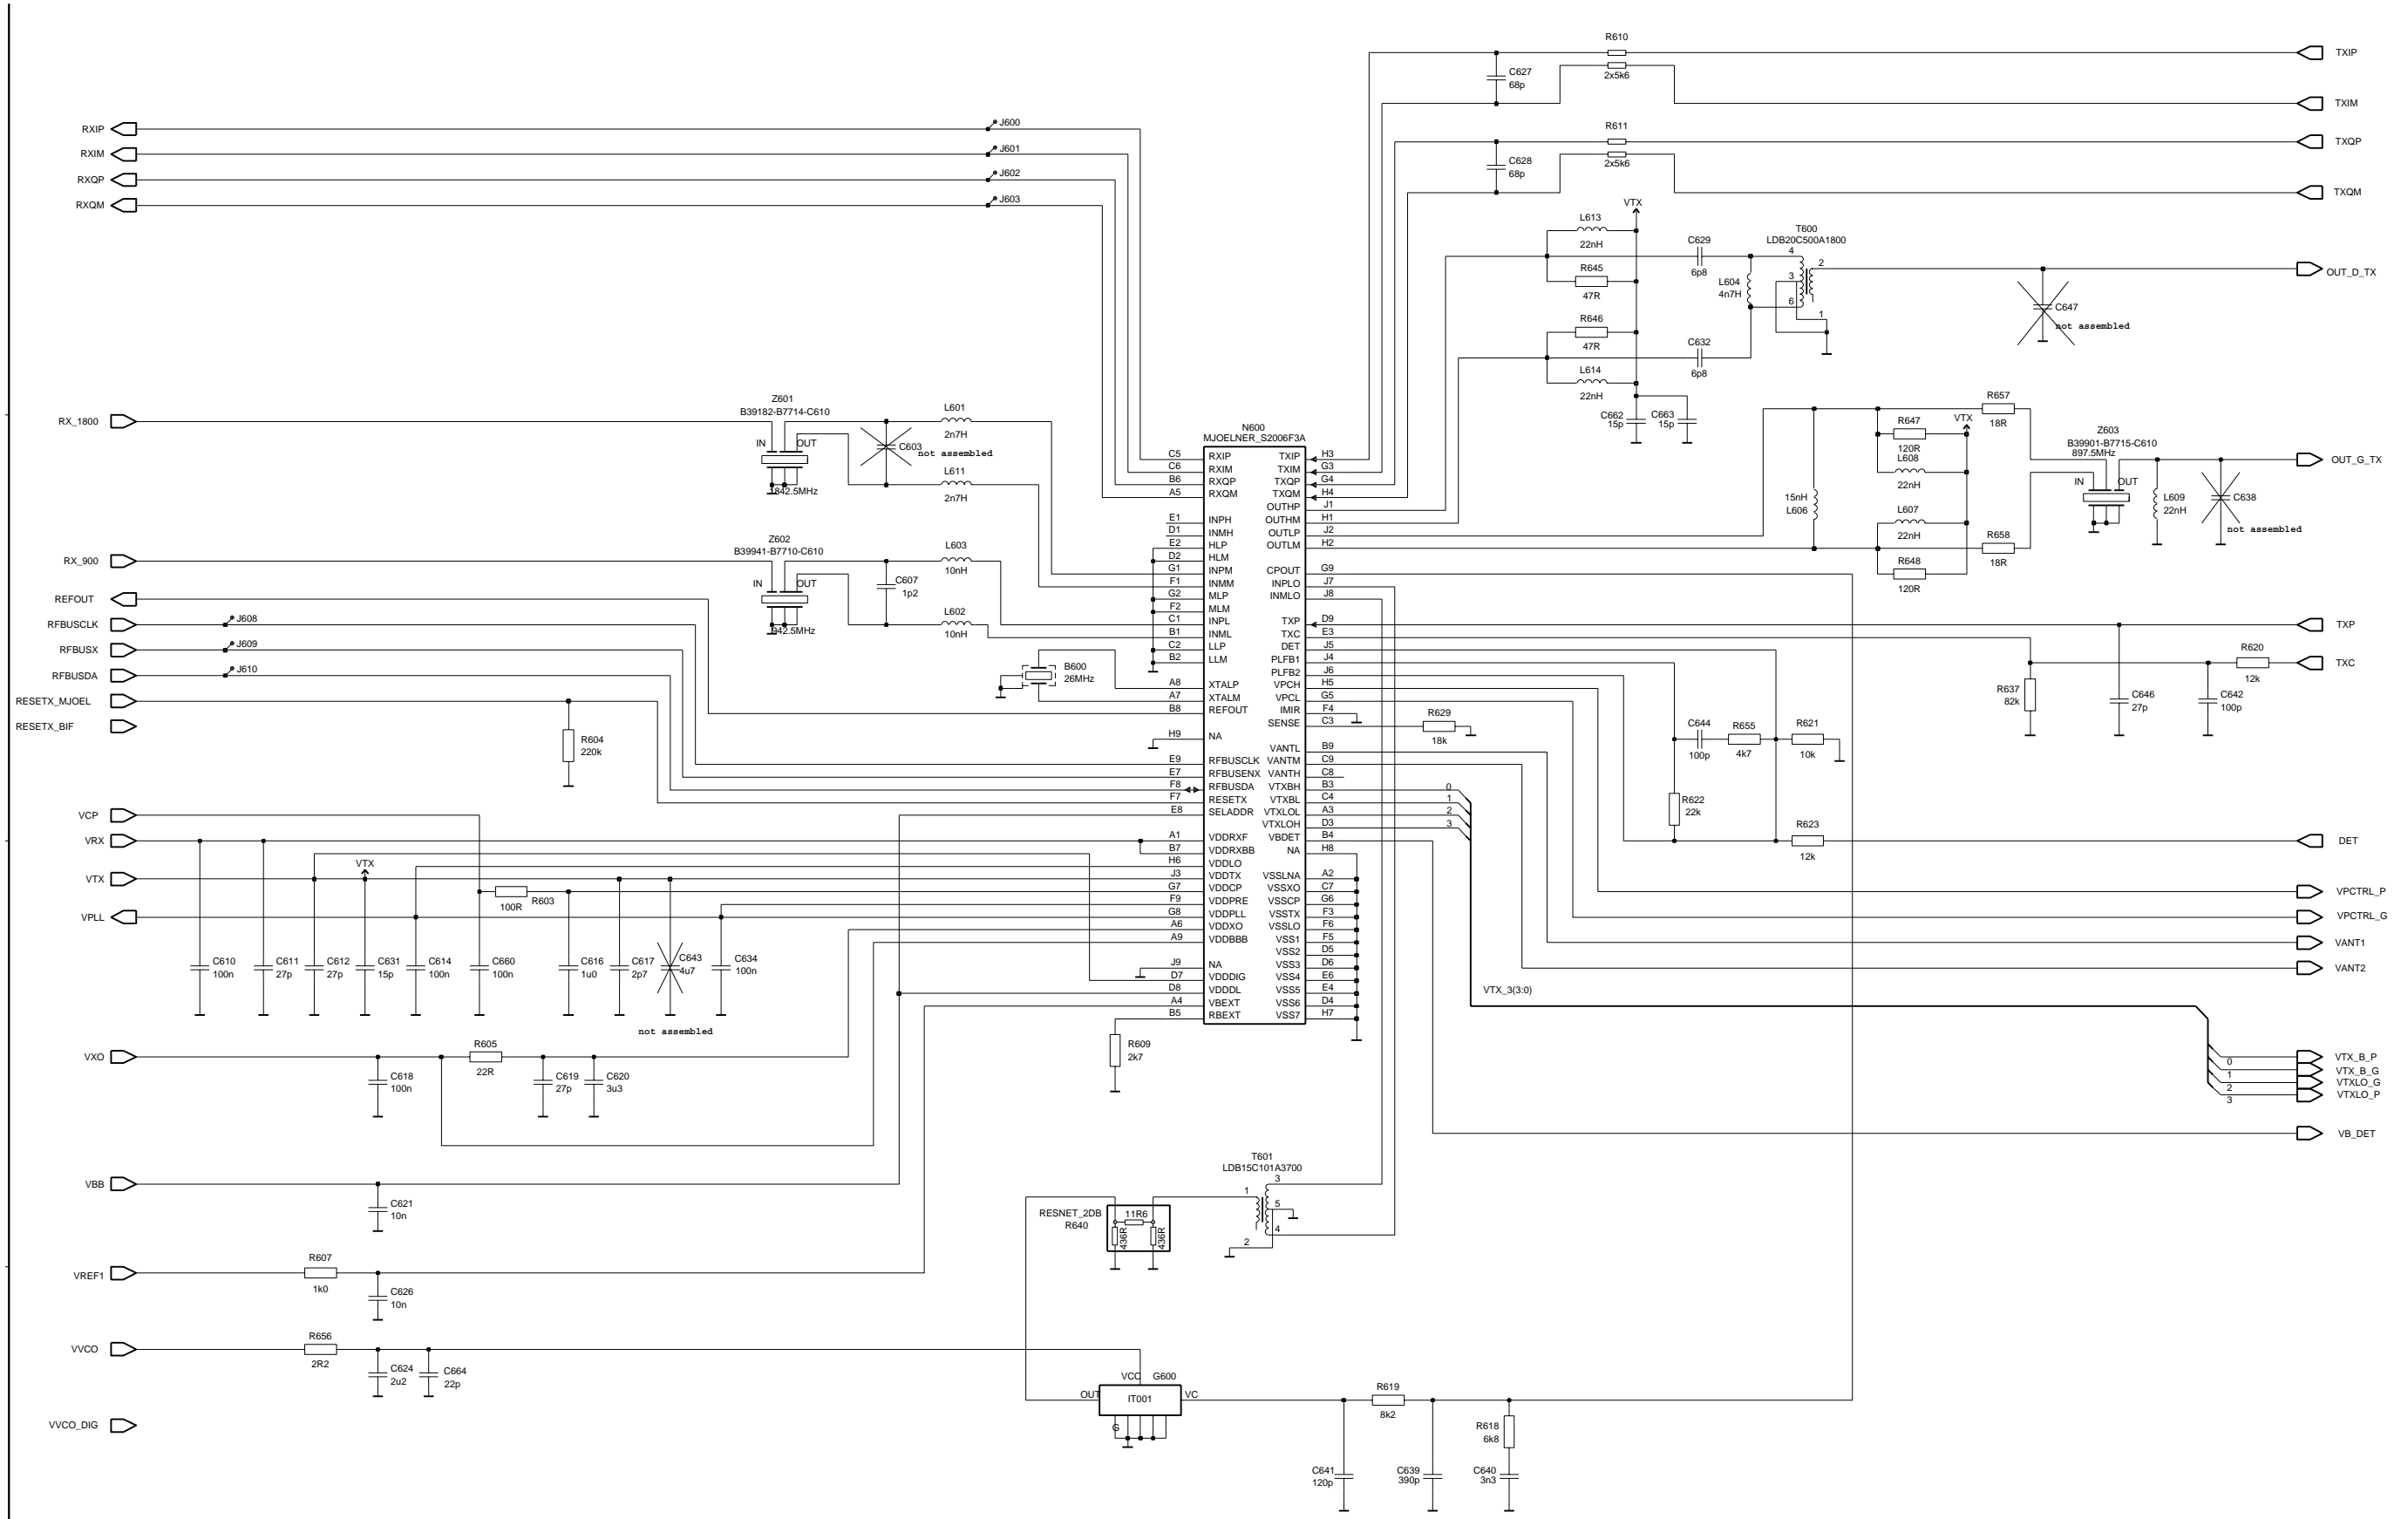 R610
TXIP
C627
68p
2x5k6
TXIM
RXIP
J600
R611
TXQP
RXIM
J601
C628
68p
2x5k6
RXQP
J602
TXQM
RXQM
J603
VTX
L613
22nH
T600
LDB20C500A1800
C629
6p8
4
2
OUT_D_TX
R645
47R
L604
4n7H
3
6
1
C647
not assembled
R646
47R
C632
6p8
L614
22nH
C662
15p
C663
15p
Z601
B39182-B7714-C610
RX_1800
L601
2n7H
IN
OUT
C603
not assembled
1842.5MHz
L611
2n7H
R657
18R
R647
120R
VTX
Z603
B39901-B7715-C610
897.5MHz
OUT_G_TX
L608
22nH
IN
OUT
15nH
L606
L609
22nH
C638
not assembled
L607
22nH
R658
18R
R648
120R
N600
MJOELNER_S2006F3A
C5
RXIP
TXIP
H3
C6
RXIM
TXIM
G3
B6
RXQP
TXQP
G4
A5
RXQM
TXQM
H4
OUTHP
J1
E1
INPH
OUTHM
H1
D1
INMH
OUTLP
J2
E2
HLP
OUTLM
H2
D2
HLM
G1
INPM
CPOUT
G9
F1
INMM
INPLO
J7
G2
MLP
INMLO
J8
F2
MLM
C1
INPL
TXP
D9
B1
INML
TXC
E3
C2
LLP
DET
J5
B2
LLM
PLFB1
J4
PLFB2
J6
A8
XTALP
VPCH
H5
A7
XTALM
VPCL
G5
B8
REFOUT
IMIR
F4
SENSE
C3
H9
NA
VANTL
B9
E9
RFBUSCLK
VANTM
C9
E7
RFBUSENX
VANTH
C8
F8
RFBUSDA
VTXBH
B3
F7
RESETX
VTXBL
C4
E8
SELADDR
VTXLOL
A3
VTXLOH
D3
A1
VDDRXF
VBDET
B4
B7
VDDRXBB
NA
H8
H6
VDDLO
J3
VDDTX
VSSLNA
A2
G7
VDDCP
VSSXO
C7
F9
VDDPRE
VSSCP
G6
G8
VDDPLL
VSSTX
F3
A6
VDDXO
VSSLO
F6
A9
VDDBBB
VSS1
F5
VSS2
D5
J9
NA
VSS3
D6
D7
VDDDIG
VSS4
E6
D8
VDDDL
VSS5
E4
A4
VBEXT
VSS6
D4
B5
RBEXT
VSS7
H7
Z602
B39941-B7710-C610
RX_900
L603
10nH
IN
OUT
C607
1p2
942.5MHz
L602
10nH
REFOUT
RFBUSCLK
J608
RFBUSX
J609
RFBUSDA
J610
RESETX_MJOEL
RESETX_BIF
R604
220k
B600
26MHz
TXP
R620
12k
TXC
R637
82k
C646
27p
C642
100p
R629
18k
C644
100p
R655
4k7
R621
10k
0
1
2
3
R622
22k
R623
12k
DET
VPCTRL_P
VPCTRL_G
VANT1
VANT2
VTX_3(3:0)
VCP
VRX
VTX
VTX
VPLL
100R
R603
C610
100n
C611
27p
C612
27p
C631
15p
C614
100n
C660
100n
C616
1u0
C617
2p7
C643
4u7
not assembled
C634
100n
VXO
R605
22R
C618
100n
C619
27p
C620
3u3
R609
2k7
VTX_B_P
0
VTX_B_G
1
VTXLO_G
2
VTXLO_P
3
VB_DET
VBB
C621
10n
T601
LDB15C101A3700
3
1
5
4
2
RESNET_2DB
R640
11R6
436R
436R
VREF1
R607
1k0
C626
10n
VVCO
R656
2R2
C624
2u2
C664
22p
VCC
G600
OUT
IT001
VC
G
R619
8k2
R618
6k8
VVCO_DIG
C641
120p
C639
390p
C640
3n3